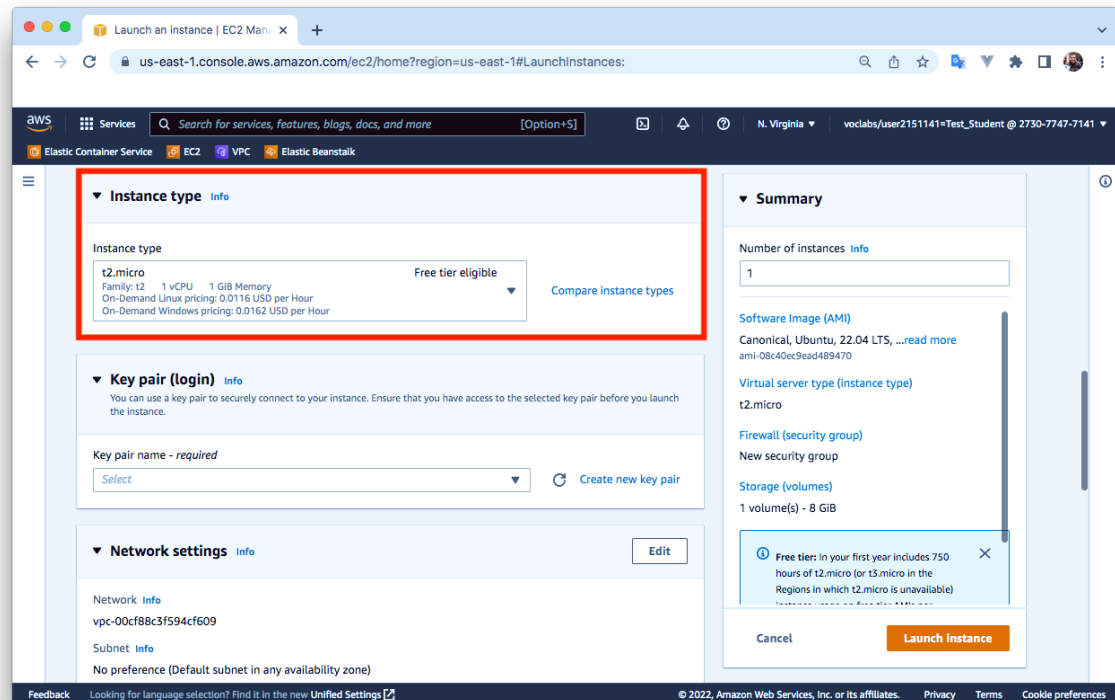 Launch an instance | EC2 Man
us-east-1.console.aws.amazon.com/ec2/home?region=us-east-1#LaunchInstances:
aws
Services
Search for services, features, blogs, docs, and more
[Option+S]
N. Virginia
voclabs/user2151141=Test_Student @ 2730-7747-7141
Elastic Container Service
EC2
VPC
Elastic Beanstalk
Instance type Info
Instance type
t2.micro
Free tier eligible
Family: t2 1 vCPU 1 GiB Memory
On-Demand Linux pricing: 0.0116 USD per Hour
On-Demand Windows pricing: 0.0162 USD per Hour
Compare instance types
Key pair (login) Info
You can use a key pair to securely connect to your instance. Ensure that you have access to the selected key pair before you launch
the instance.
Key pair name - required
Select
Create new key pair
Network settings Info
Edit
Network Info
vpc-00cf88c3f594cf609
Subnet Info
No preference (Default subnet in any availability zone)
Summary
Number of instances Info
1
Software Image (AMI)
Canonical, Ubuntu, 22.04 LTS, ...read more
ami-08c40ec9ead489470
Virtual server type (instance type)
t2.micro
Firewall (security group)
New security group
Storage (volumes)
1 volume(s) - 8 GiB
Free tier: In your first year includes 750
hours of t2.micro (or t3.micro in the
Regions in which t2.micro is unavailable)
Cancel
Launch instance
Feedback
Looking for language selection? Find it in the new Unified Settings
© 2022, Amazon Web Services, Inc. or its affiliates.
Privacy
Terms
Cookie preferences